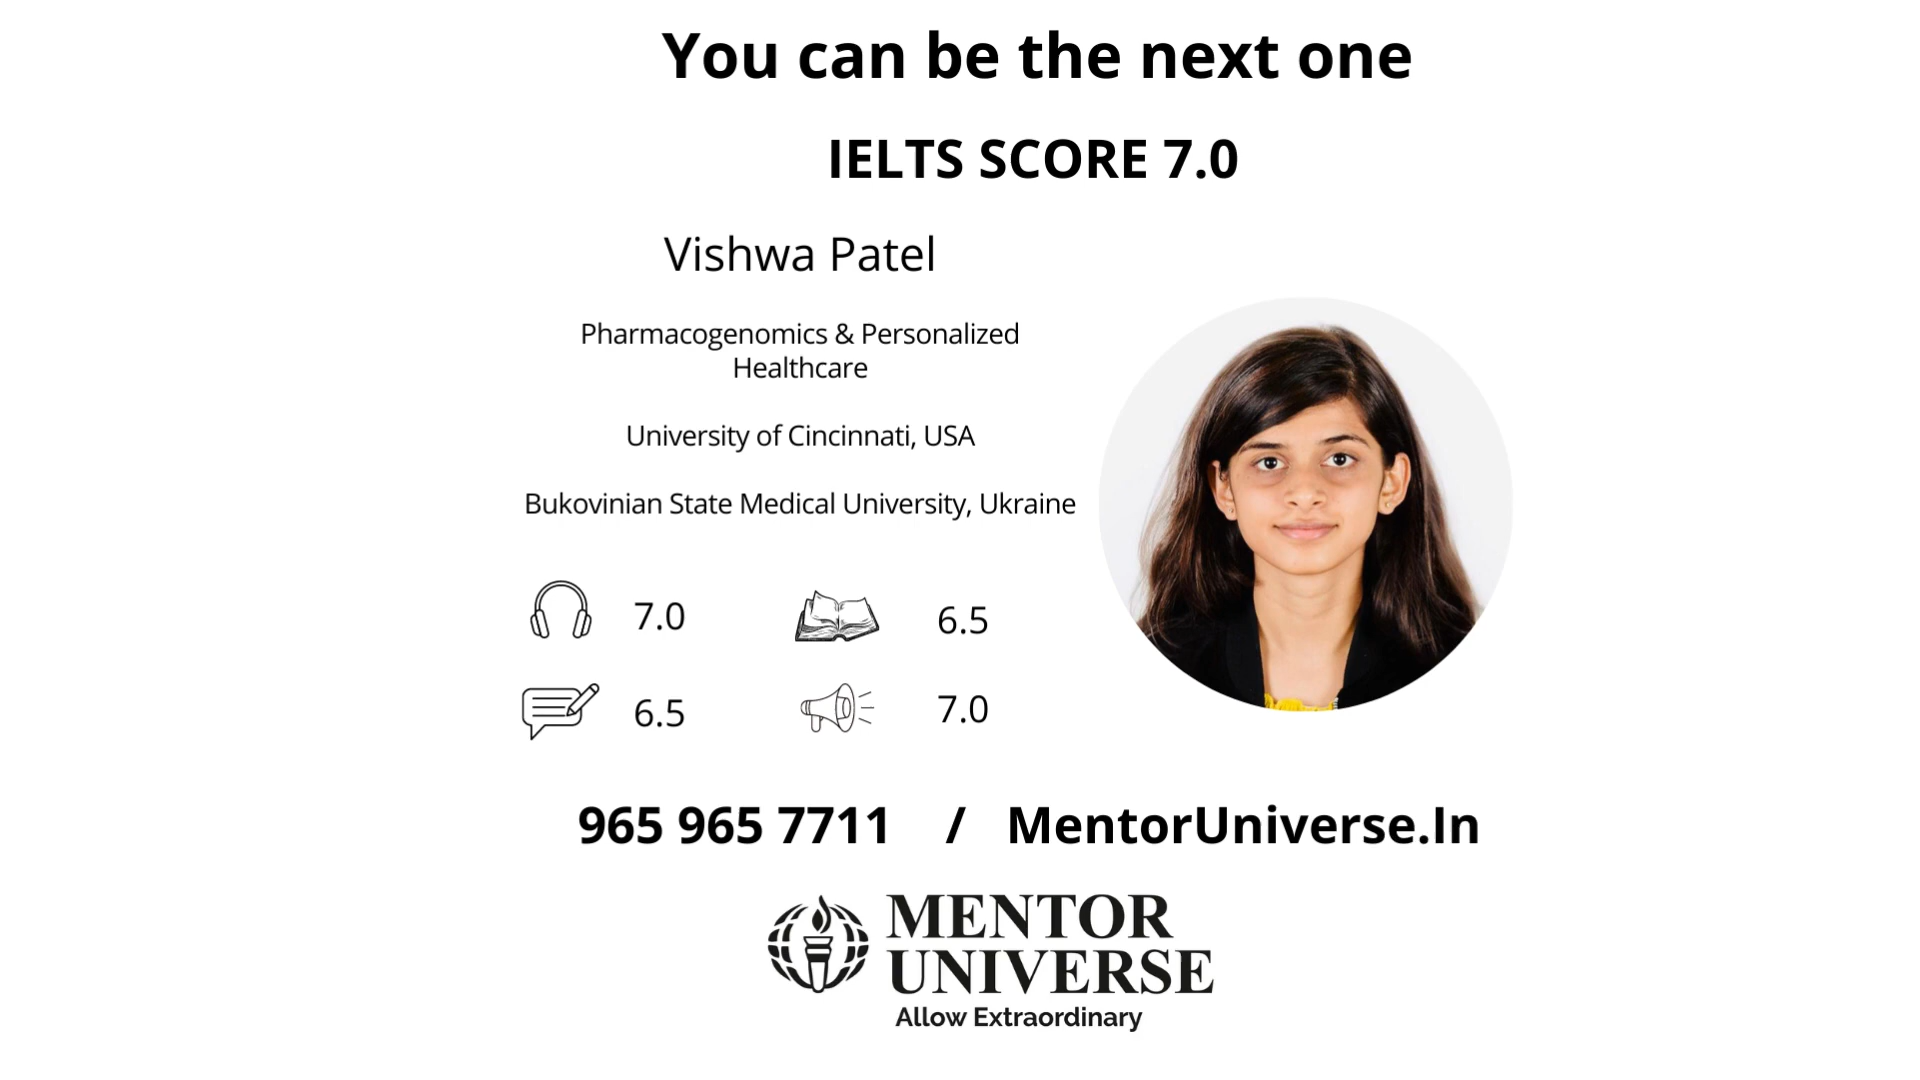 You can be the next one
IELTS SCORE 7.0
Vishwa Patel
Pharmacogenomics & Personalized
Healthcare
University of Cincinnati, USA
Bukovinian State Medical University, Ukraine
7.0
6.5
6.5
7.0
965 965 7711 / MentorUniverse.In
MENTOR
UNIVERSE
Allow Extraordinary